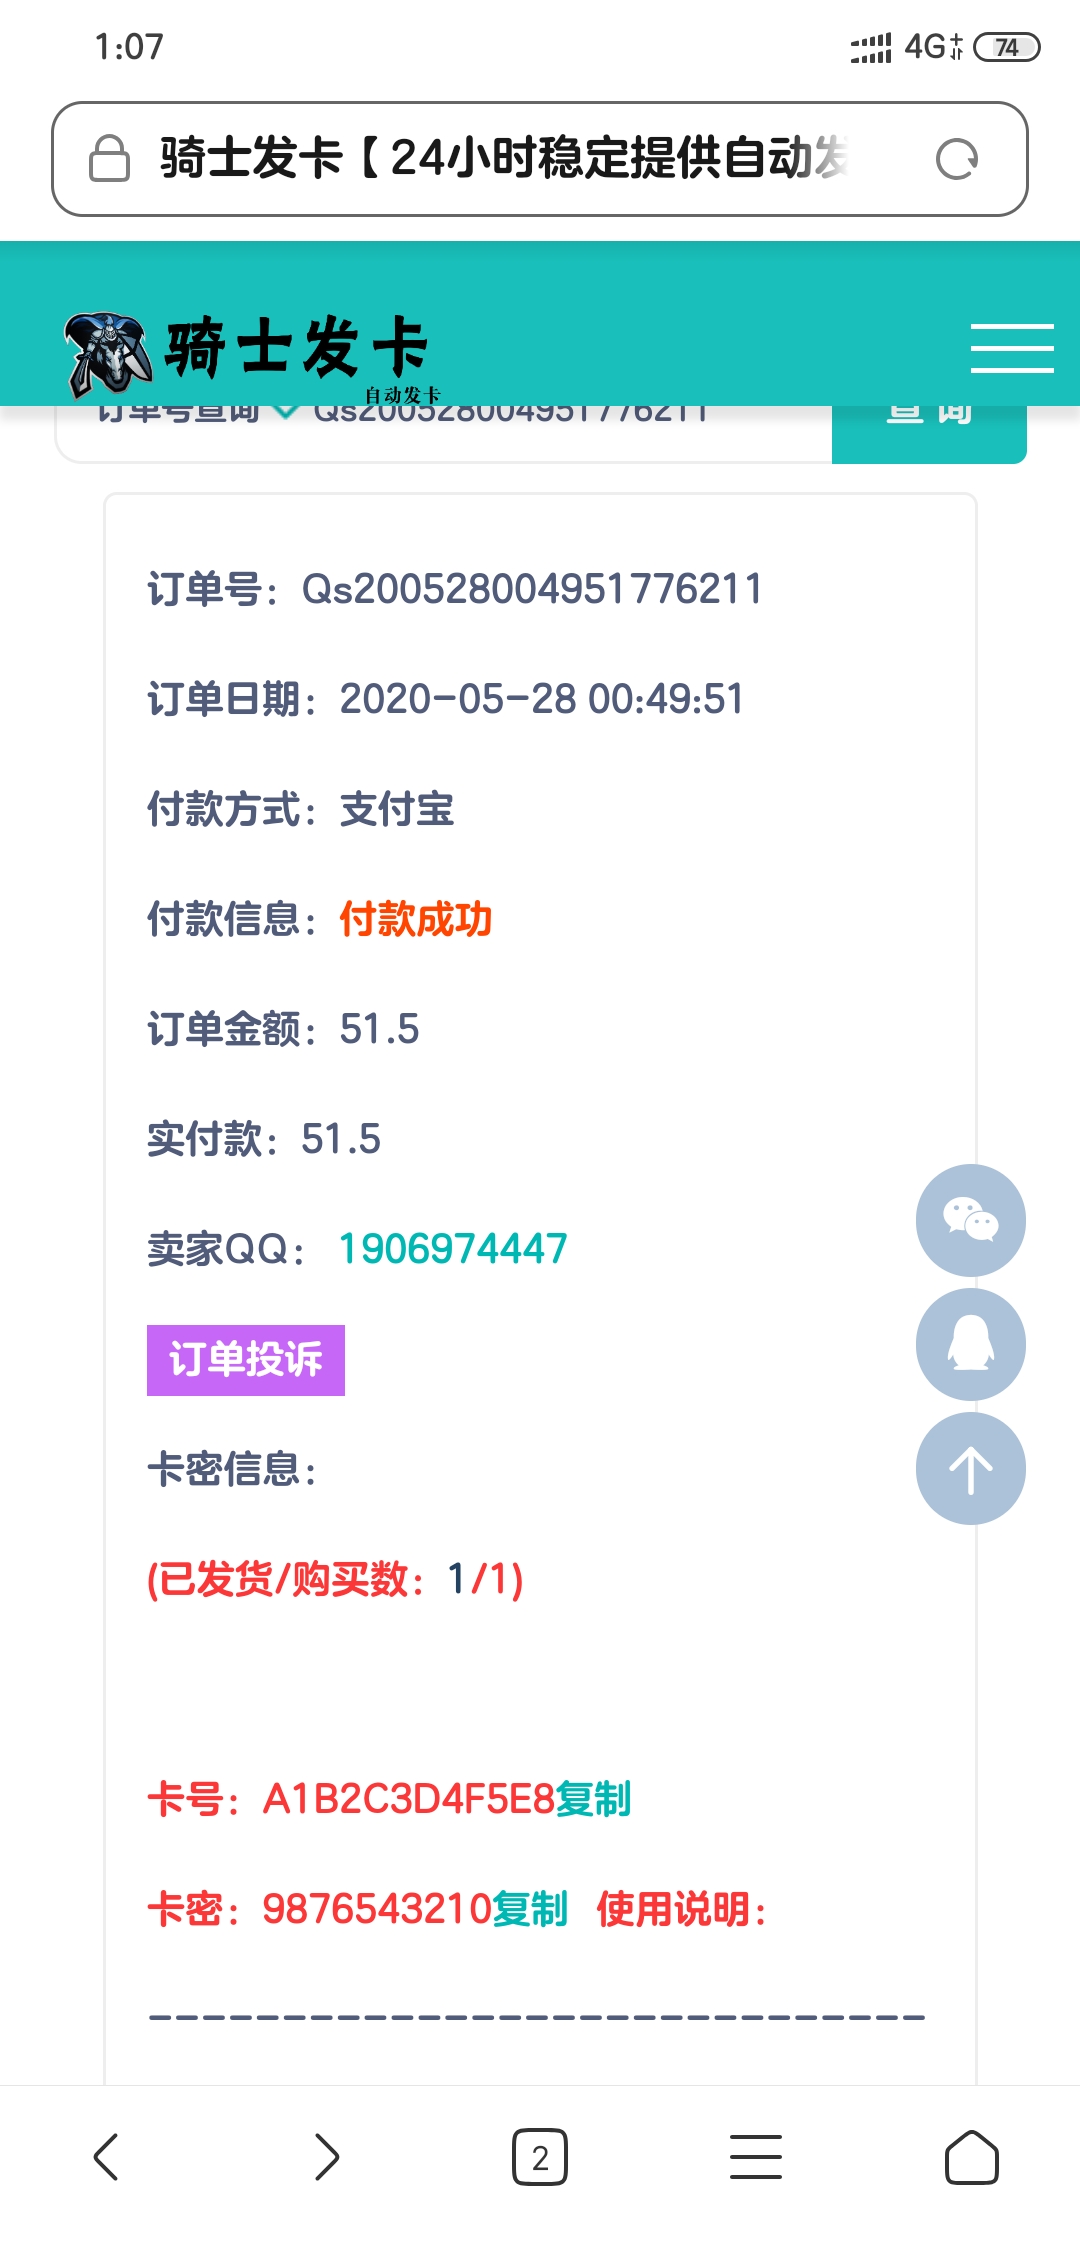 1:07
4G 74
骑士发卡【24小时稳定提供自动发
骑士发卡
自动发卡
订单号查询 Qs200528004951776211 查 询
订单号：Qs200528004951776211
订单日期：2020-05-28 00:49:51
付款方式：支付宝
付款信息：付款成功
订单金额：51.5
实付款：51.5
卖家QQ： 1906974447
订单投诉
卡密信息：
(已发货/购买数：1/1)
卡号：A1B2C3D4F5E8复制
卡密：9876543210复制 使用说明：
-----------------------------
2